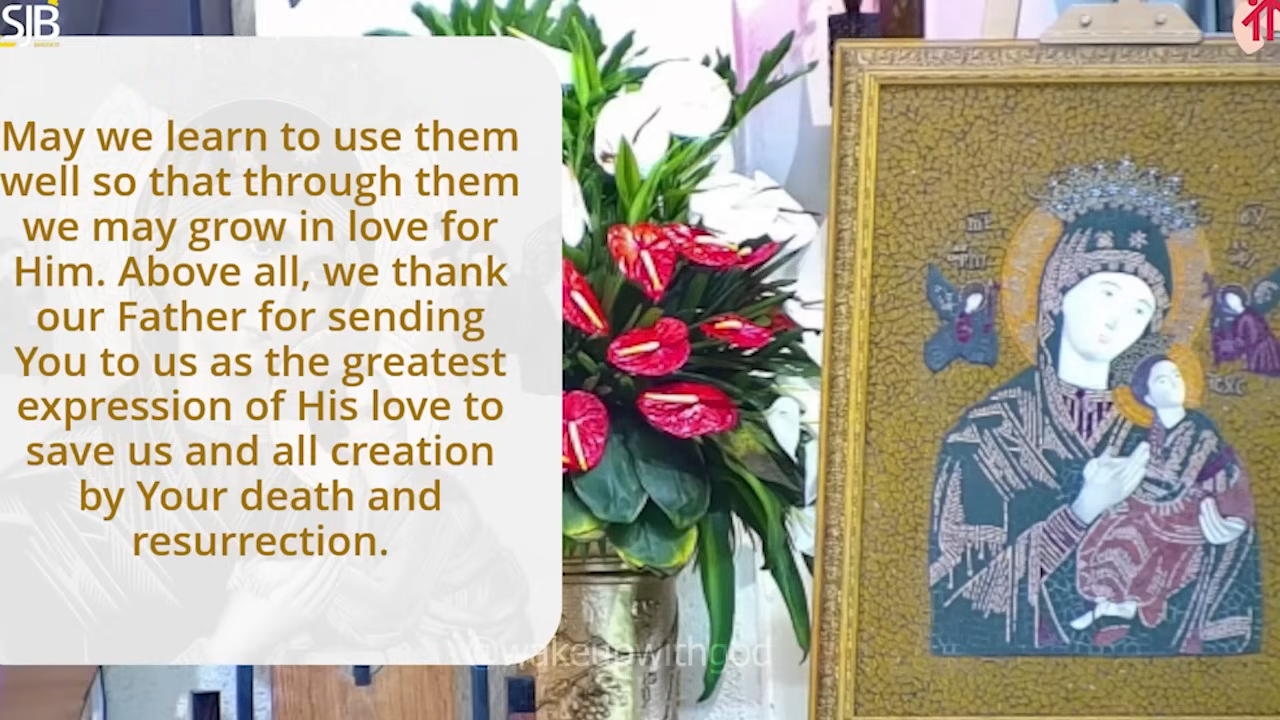 SJB
May we learn to use them
well so that through them
we may grow in love for
Him. Above all, we thank
our Father for sending
You to us as the greatest
expression of His love to
save us and all creation
by Your death and
resurrection.
@wakeupwithgod